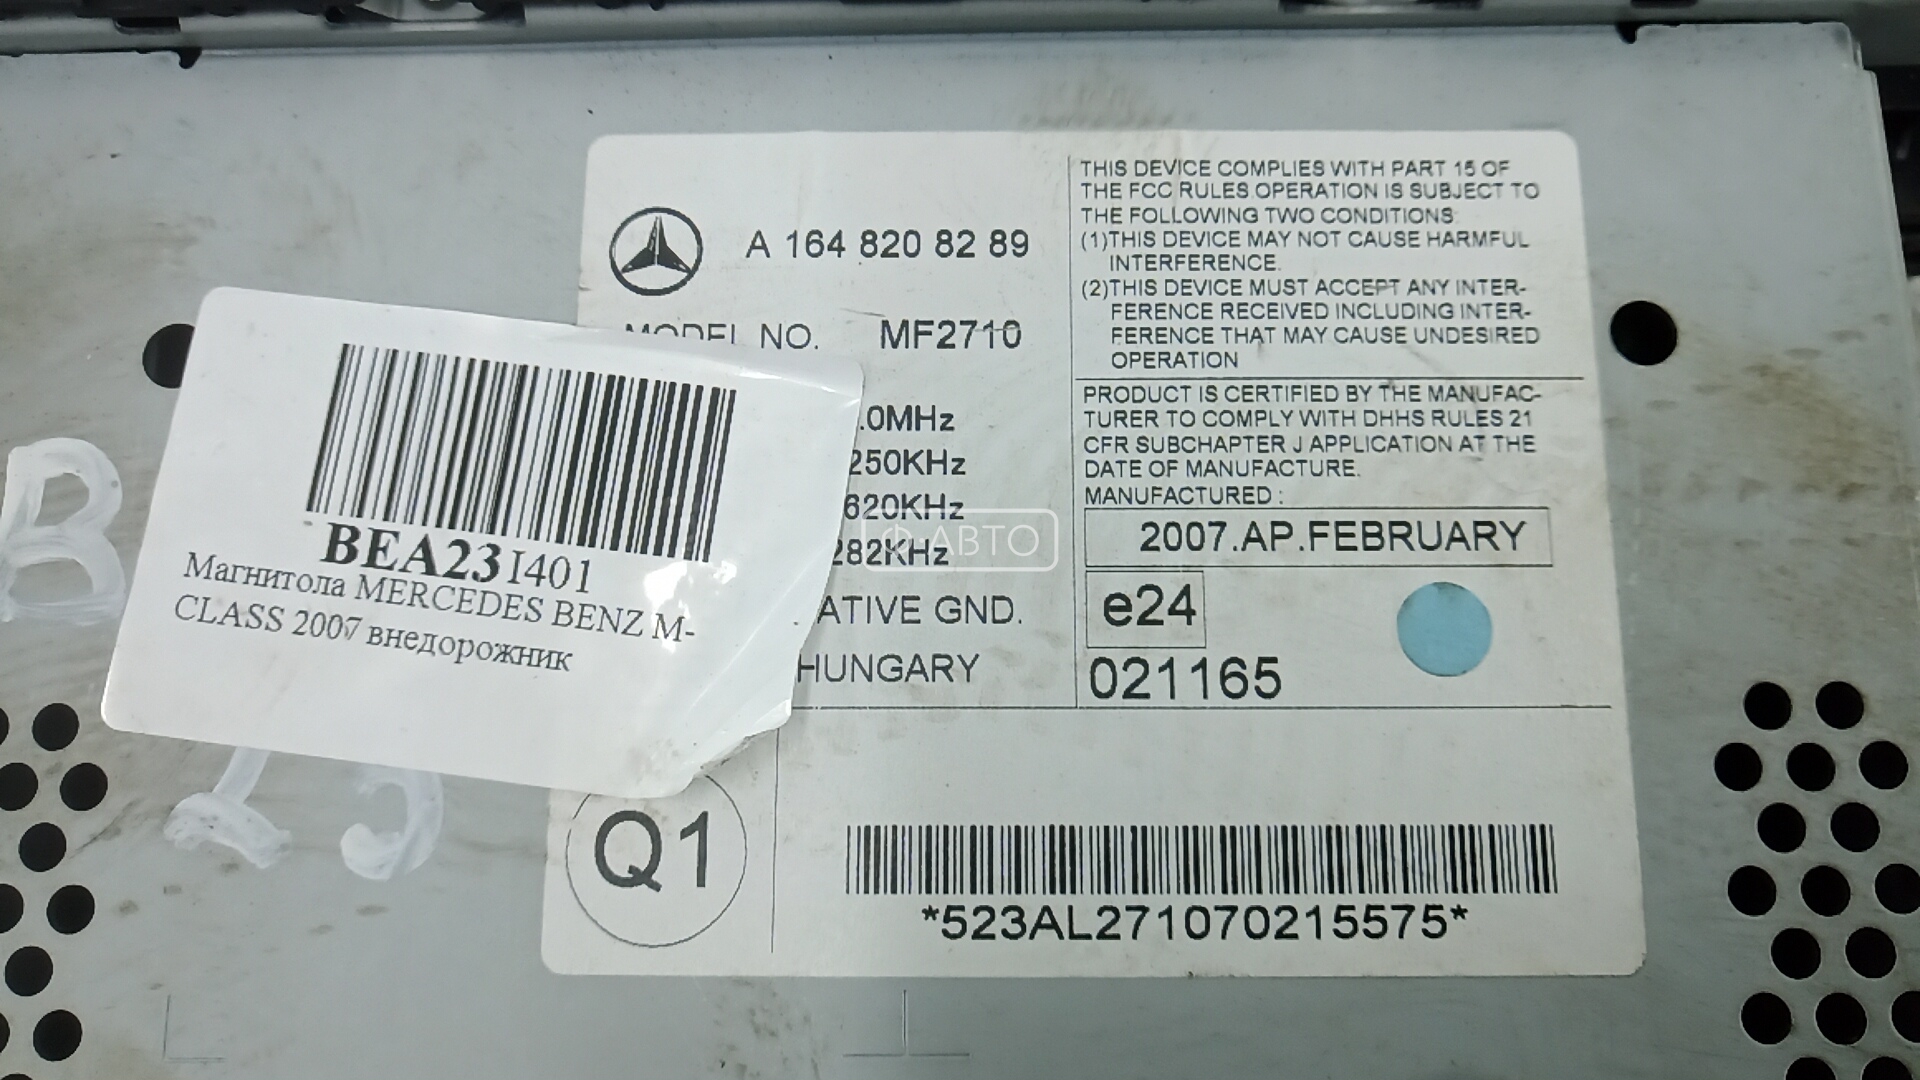 A 164 820 82 89
MODEL NO. MF2710
.0MHz
250KHz
620KHz
282KHz
ATIVE GND.
HUNGARY
THIS DEVICE COMPLIES WITH PART 15 OF
THE FCC RULES OPERATION IS SUBJECT TO
THE FOLLOWING TWO CONDITIONS:
(1)THIS DEVICE MAY NOT CAUSE HARMFUL
INTERFERENCE.
(2)THIS DEVICE MUST ACCEPT ANY INTER-
FERENCE RECEIVED INCLUDING INTER-
FERENCE THAT MAY CAUSE UNDESIRED
OPERATION
PRODUCT IS CERTIFIED BY THE MANUFAC-
TURER TO COMPLY WITH DHHS RULES 21
CFR SUBCHAPTER J APPLICATION AT THE
DATE OF MANUFACTURE.
MANUFACTURED :
2007.AP.FEBRUARY
e24
021165
Q1
*523AL271070215575*
BEA23I401
Магнитола MERCEDES BENZ M-
CLASS 2007 внедорожник
Ф-АВТО
В